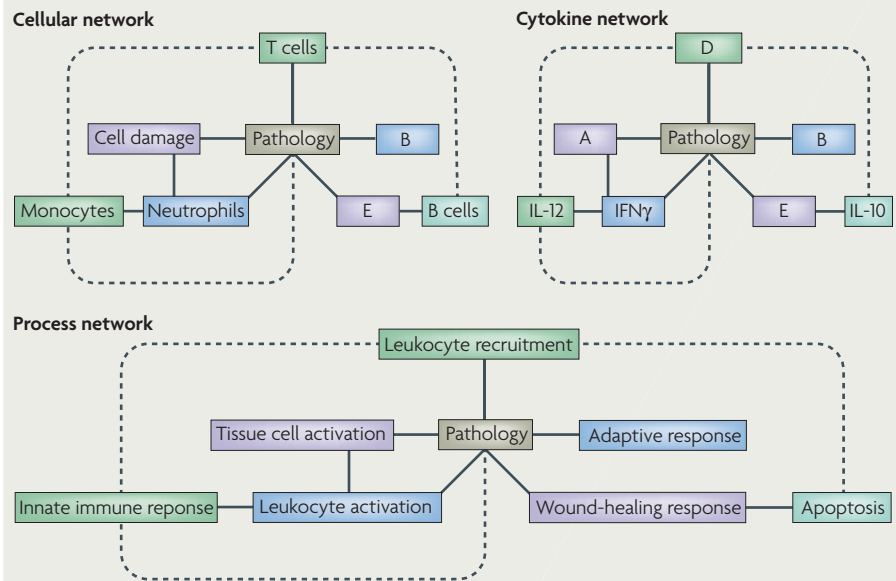 Cellular network
T cells
Cell damage
Pathology
B
Monocytes
Neutrophils
E
B cells
Cytokine network
D
A
Pathology
B
IL-12
IFNγ
E
IL-10
Process network
Leukocyte recruitment
Tissue cell activation
Pathology
Adaptive response
Innate immune reponse
Leukocyte activation
Wound-healing response
Apoptosis